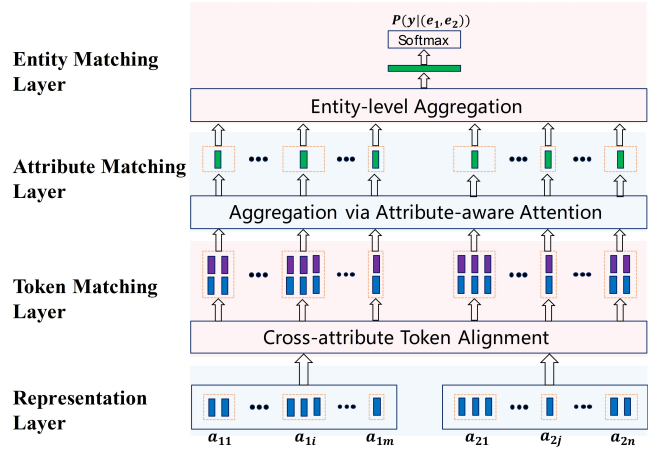 P(y|(e₁,e₂))
Softmax
Entity Matching
Layer
Entity-level Aggregation
Attribute Matching
Layer
Aggregation via Attribute-aware Attention
Token Matching
Layer
Cross-attribute Token Alignment
Representation
Layer
a₁₁ a₁ᵢ a₁ₘ a₂₁ a₂ⱼ a₂ₙ